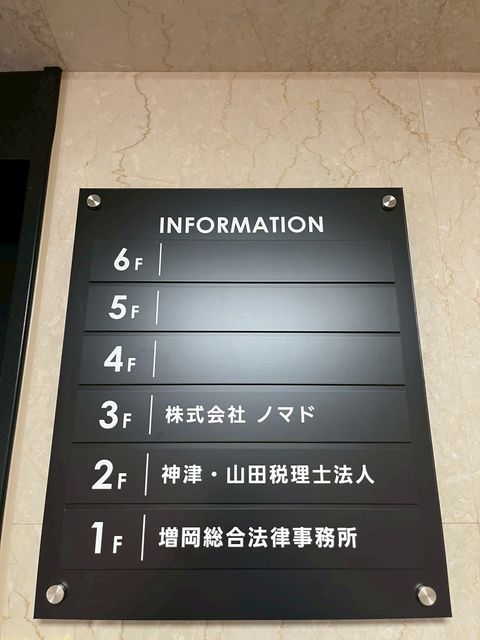 INFORMATION
6F
5F
4F
3F 株式会社 ノマド
2F 神津・山田税理士法人
1F 増岡総合法律事務所